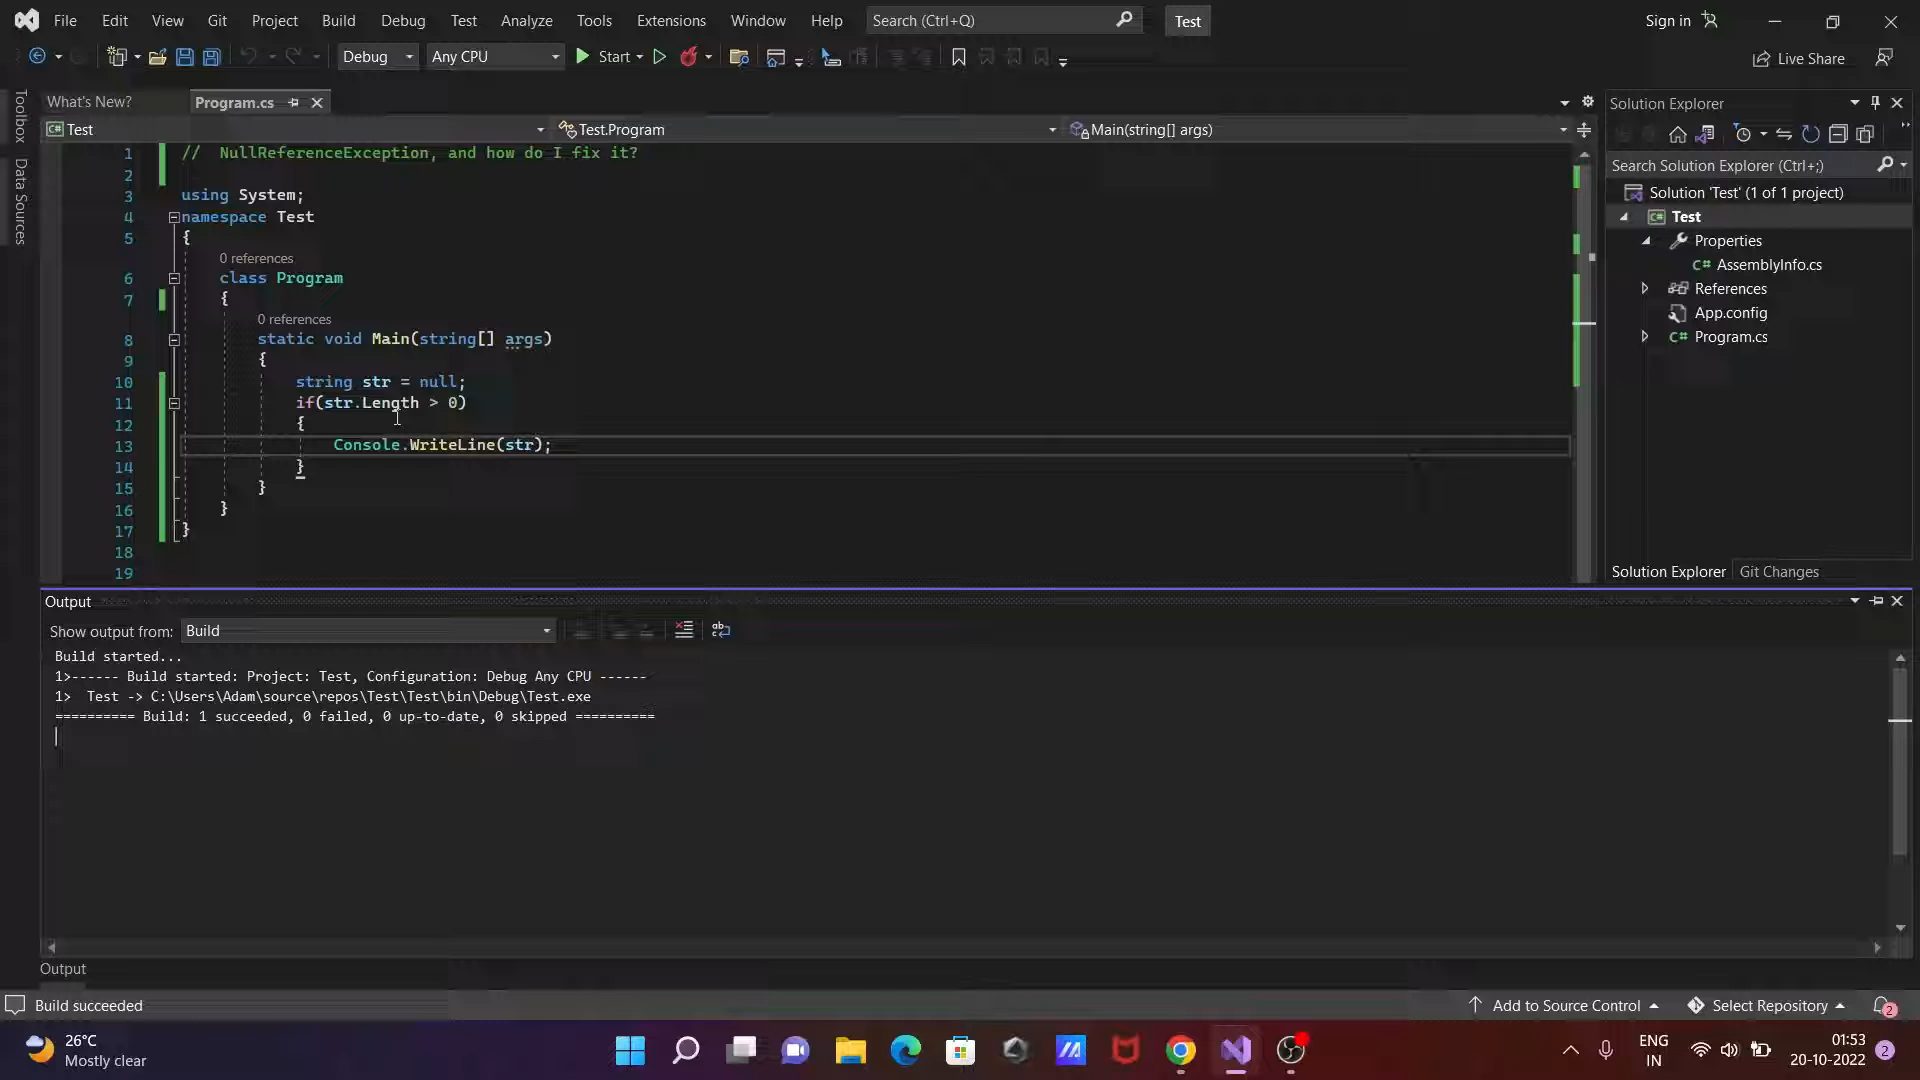 File Edit View Git Project Build Debug Test Analyze Tools Extensions Window Help Search (Ctrl+Q) Test Sign in
Debug Any CPU Start Live Share
Toolbox
Data Sources
What's New? Program.cs
Test Test.Program Main(string[] args)
1 // NullReferenceException, and how do I fix it?
2
3 using System;
4 namespace Test
5 {
0 references
6 class Program
7 {
0 references
8 static void Main(string[] args)
9 {
10 string str = null;
11 if(str.Length > 0)
12 {
13 Console.WriteLine(str);
14 }
15 }
16 }
17 }
18
19
Solution Explorer
Search Solution Explorer (Ctrl+;)
Solution 'Test' (1 of 1 project)
Test
Properties
C# AssemblyInfo.cs
References
App.config
C# Program.cs
Solution Explorer Git Changes
Output
Show output from: Build
Build started...
1>------ Build started: Project: Test, Configuration: Debug Any CPU ------
1>  Test -> C:\Users\Adam\source\repos\Test\Test\bin\Debug\Test.exe
========== Build: 1 succeeded, 0 failed, 0 up-to-date, 0 skipped ==========
Output
Build succeeded Add to Source Control Select Repository 2
26°C
Mostly clear
ENG
IN
01:53
20-10-2022
2